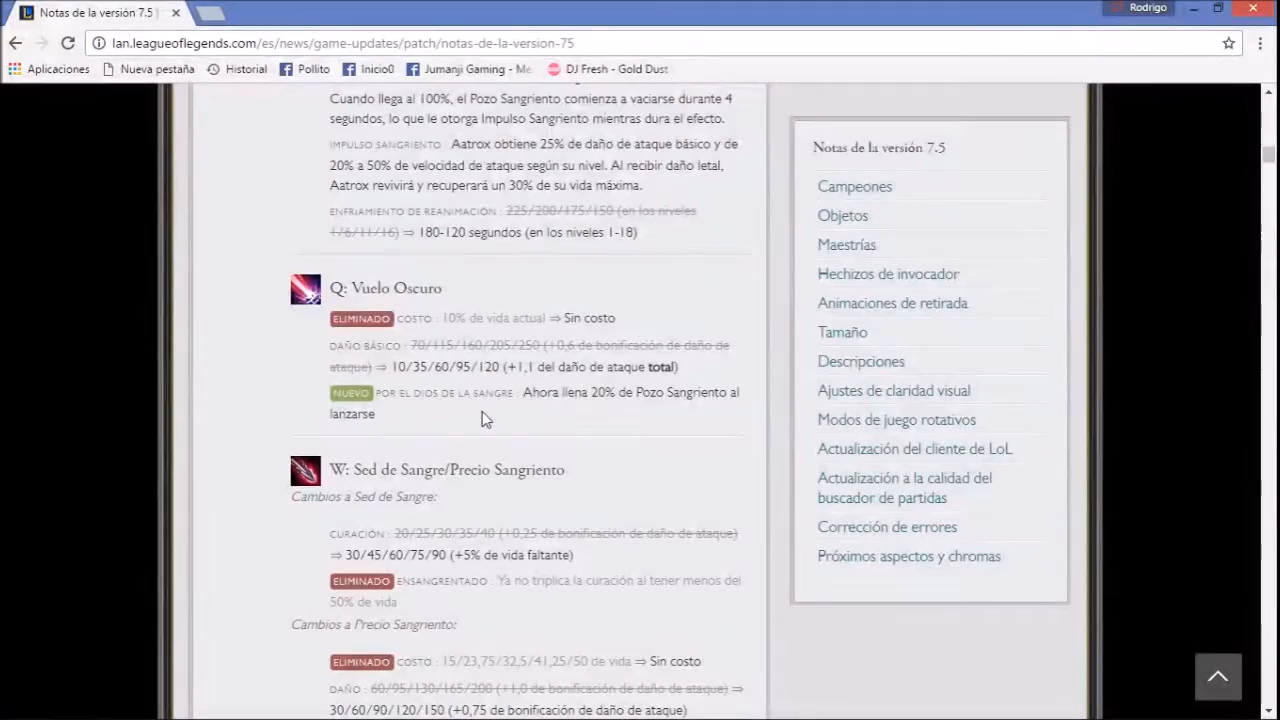 Notas de la versión 7.5
Rodrigo
lan.leagueoflegends.com/es/news/game-updates/patch/notas-de-la-version-75
Aplicaciones
Nueva pestaña
Historial
Pollito
Inicio0
Jumanji Gaming - Me
DJ Fresh - Gold Dust
Cuando llega al 100%, el Pozo Sangriento comienza a vaciarse durante 4
segundos, lo que le otorga Impulso Sangriento mientras dura el efecto.
IMPULSO SANGRIENTO : Aatrox obtiene 25% de daño de ataque básico y de
20% a 50% de velocidad de ataque según su nivel. Al recibir daño letal,
Aatrox revivirá y recuperará un 30% de su vida máxima.
ENFRIAMIENTO DE REANIMACIÓN : 225/200/175/150 (en los niveles
1/6/11/16) ⇒ 180-120 segundos (en los niveles 1-18)
Q: Vuelo Oscuro
ELIMINADO COSTO : 10% de vida actual ⇒ Sin costo
DAÑO BÁSICO : 70/115/160/205/250 (+0,6 de bonificación de daño de
ataque) ⇒ 10/35/60/95/120 (+1,1 del daño de ataque total)
NUEVO POR EL DIOS DE LA SANGRE : Ahora llena 20% de Pozo Sangriento al
lanzarse
W: Sed de Sangre/Precio Sangriento
Cambios a Sed de Sangre:
CURACIÓN : 20/25/30/35/40 (+0,25 de bonificación de daño de ataque)
⇒ 30/45/60/75/90 (+5% de vida faltante)
ELIMINADO ENSANGRENTADO : Ya no triplica la curación al tener menos del
50% de vida
Cambios a Precio Sangriento:
ELIMINADO COSTO : 15/23,75/32,5/41,25/50 de vida ⇒ Sin costo
DAÑO : 60/95/130/165/200 (+1,0 de bonificación de daño de ataque) ⇒
30/60/90/120/150 (+0,75 de bonificación de daño de ataque)
Notas de la versión 7.5
Campeones
Objetos
Maestrías
Hechizos de invocador
Animaciones de retirada
Tamaño
Descripciones
Ajustes de claridad visual
Modos de juego rotativos
Actualización del cliente de LoL
Actualización a la calidad del
buscador de partidas
Corrección de errores
Próximos aspectos y chromas